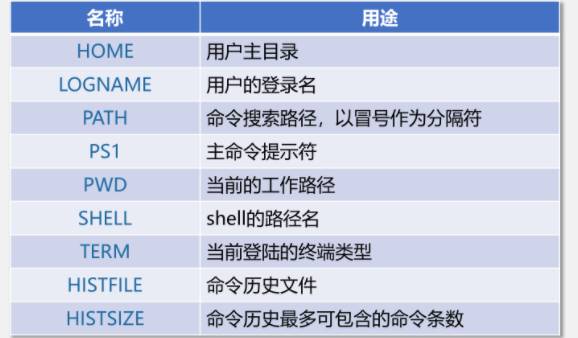 名称 用途
HOME 用户主目录
LOGNAME 用户的登录名
PATH 命令搜索路径，以冒号作为分隔符
PS1 主命令提示符
PWD 当前的工作路径
SHELL shell的路径名
TERM 当前登陆的终端类型
HISTFILE 命令历史文件
HISTSIZE 命令历史最多可包含的命令条数